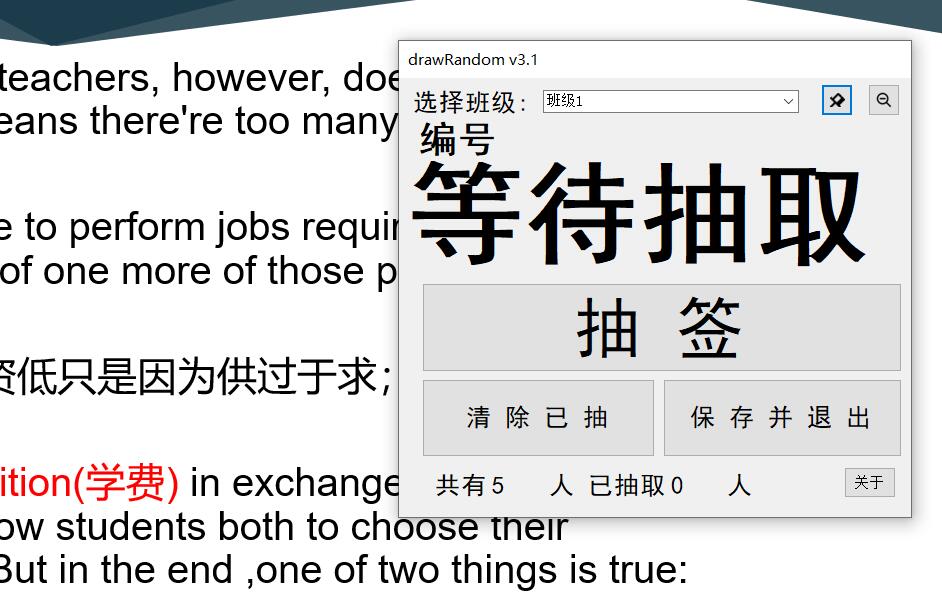 teachers, however,
eans there're too many
e to perform jobs
of one more of those
低只是因为供过于求；
(学费) in exchange
ow students both to choose their
But in the end ,one of two things is true:
drawRandom v3.1
选择班级：
班级1
编号
等待抽取
抽 签
清 除 已 抽
保 存 并 退 出
共有5 人 已抽取0 人
关于